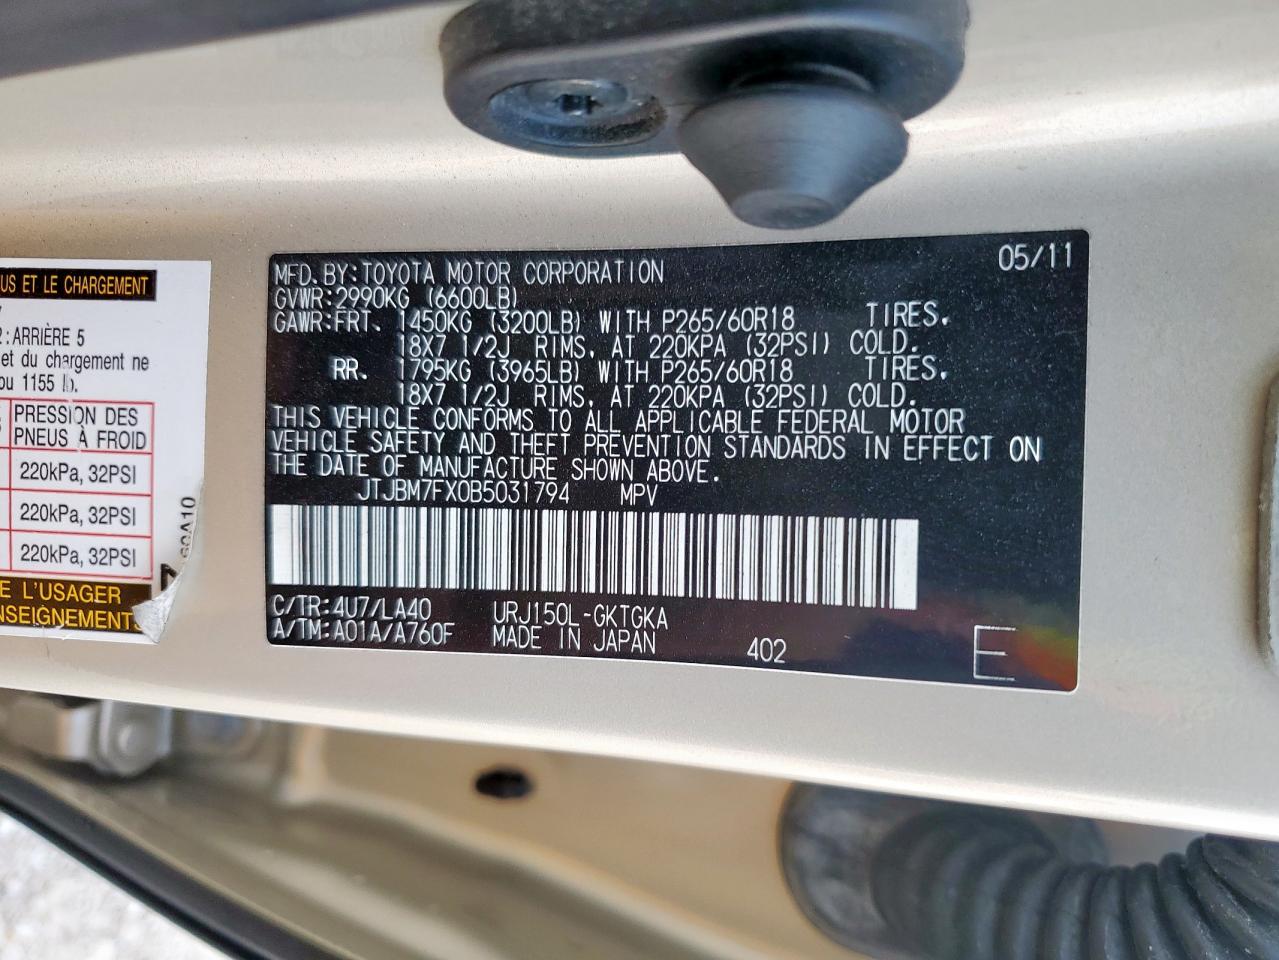 MFD. BY: TOYOTA MOTOR CORPORATION 05/11
GVWR: 2990KG (6600LB)
GAWR: FRT. 1450KG (3200LB) WITH P265/60R18 TIRES.
18X7 1/2J RIMS, AT 220KPA (32PSI) COLD.
RR. 1795KG (3965LB) WITH P265/60R18 TIRES.
18X7 1/2J RIMS, AT 220KPA (32PSI) COLD.
THIS VEHICLE CONFORMS TO ALL APPLICABLE FEDERAL MOTOR
VEHICLE SAFETY AND THEFT PREVENTION STANDARDS IN EFFECT ON
THE DATE OF MANUFACTURE SHOWN ABOVE.
JTJBM7FX0B5031794 MPV
C/TR: 4U7/LA40 URJ150L-GKTGKA
A/TM: A01A/A760F MADE IN JAPAN 402 E
US ET LE CHARGEMENT
2: ARRIÈRE 5
et du chargement ne
ou 1155 lb.
PRESSION DES
PNEUS À FROID
220kPa, 32PSI
220kPa, 32PSI
220kPa, 32PSI
E L'USAGER
NSEIGNEMENTS
60A10